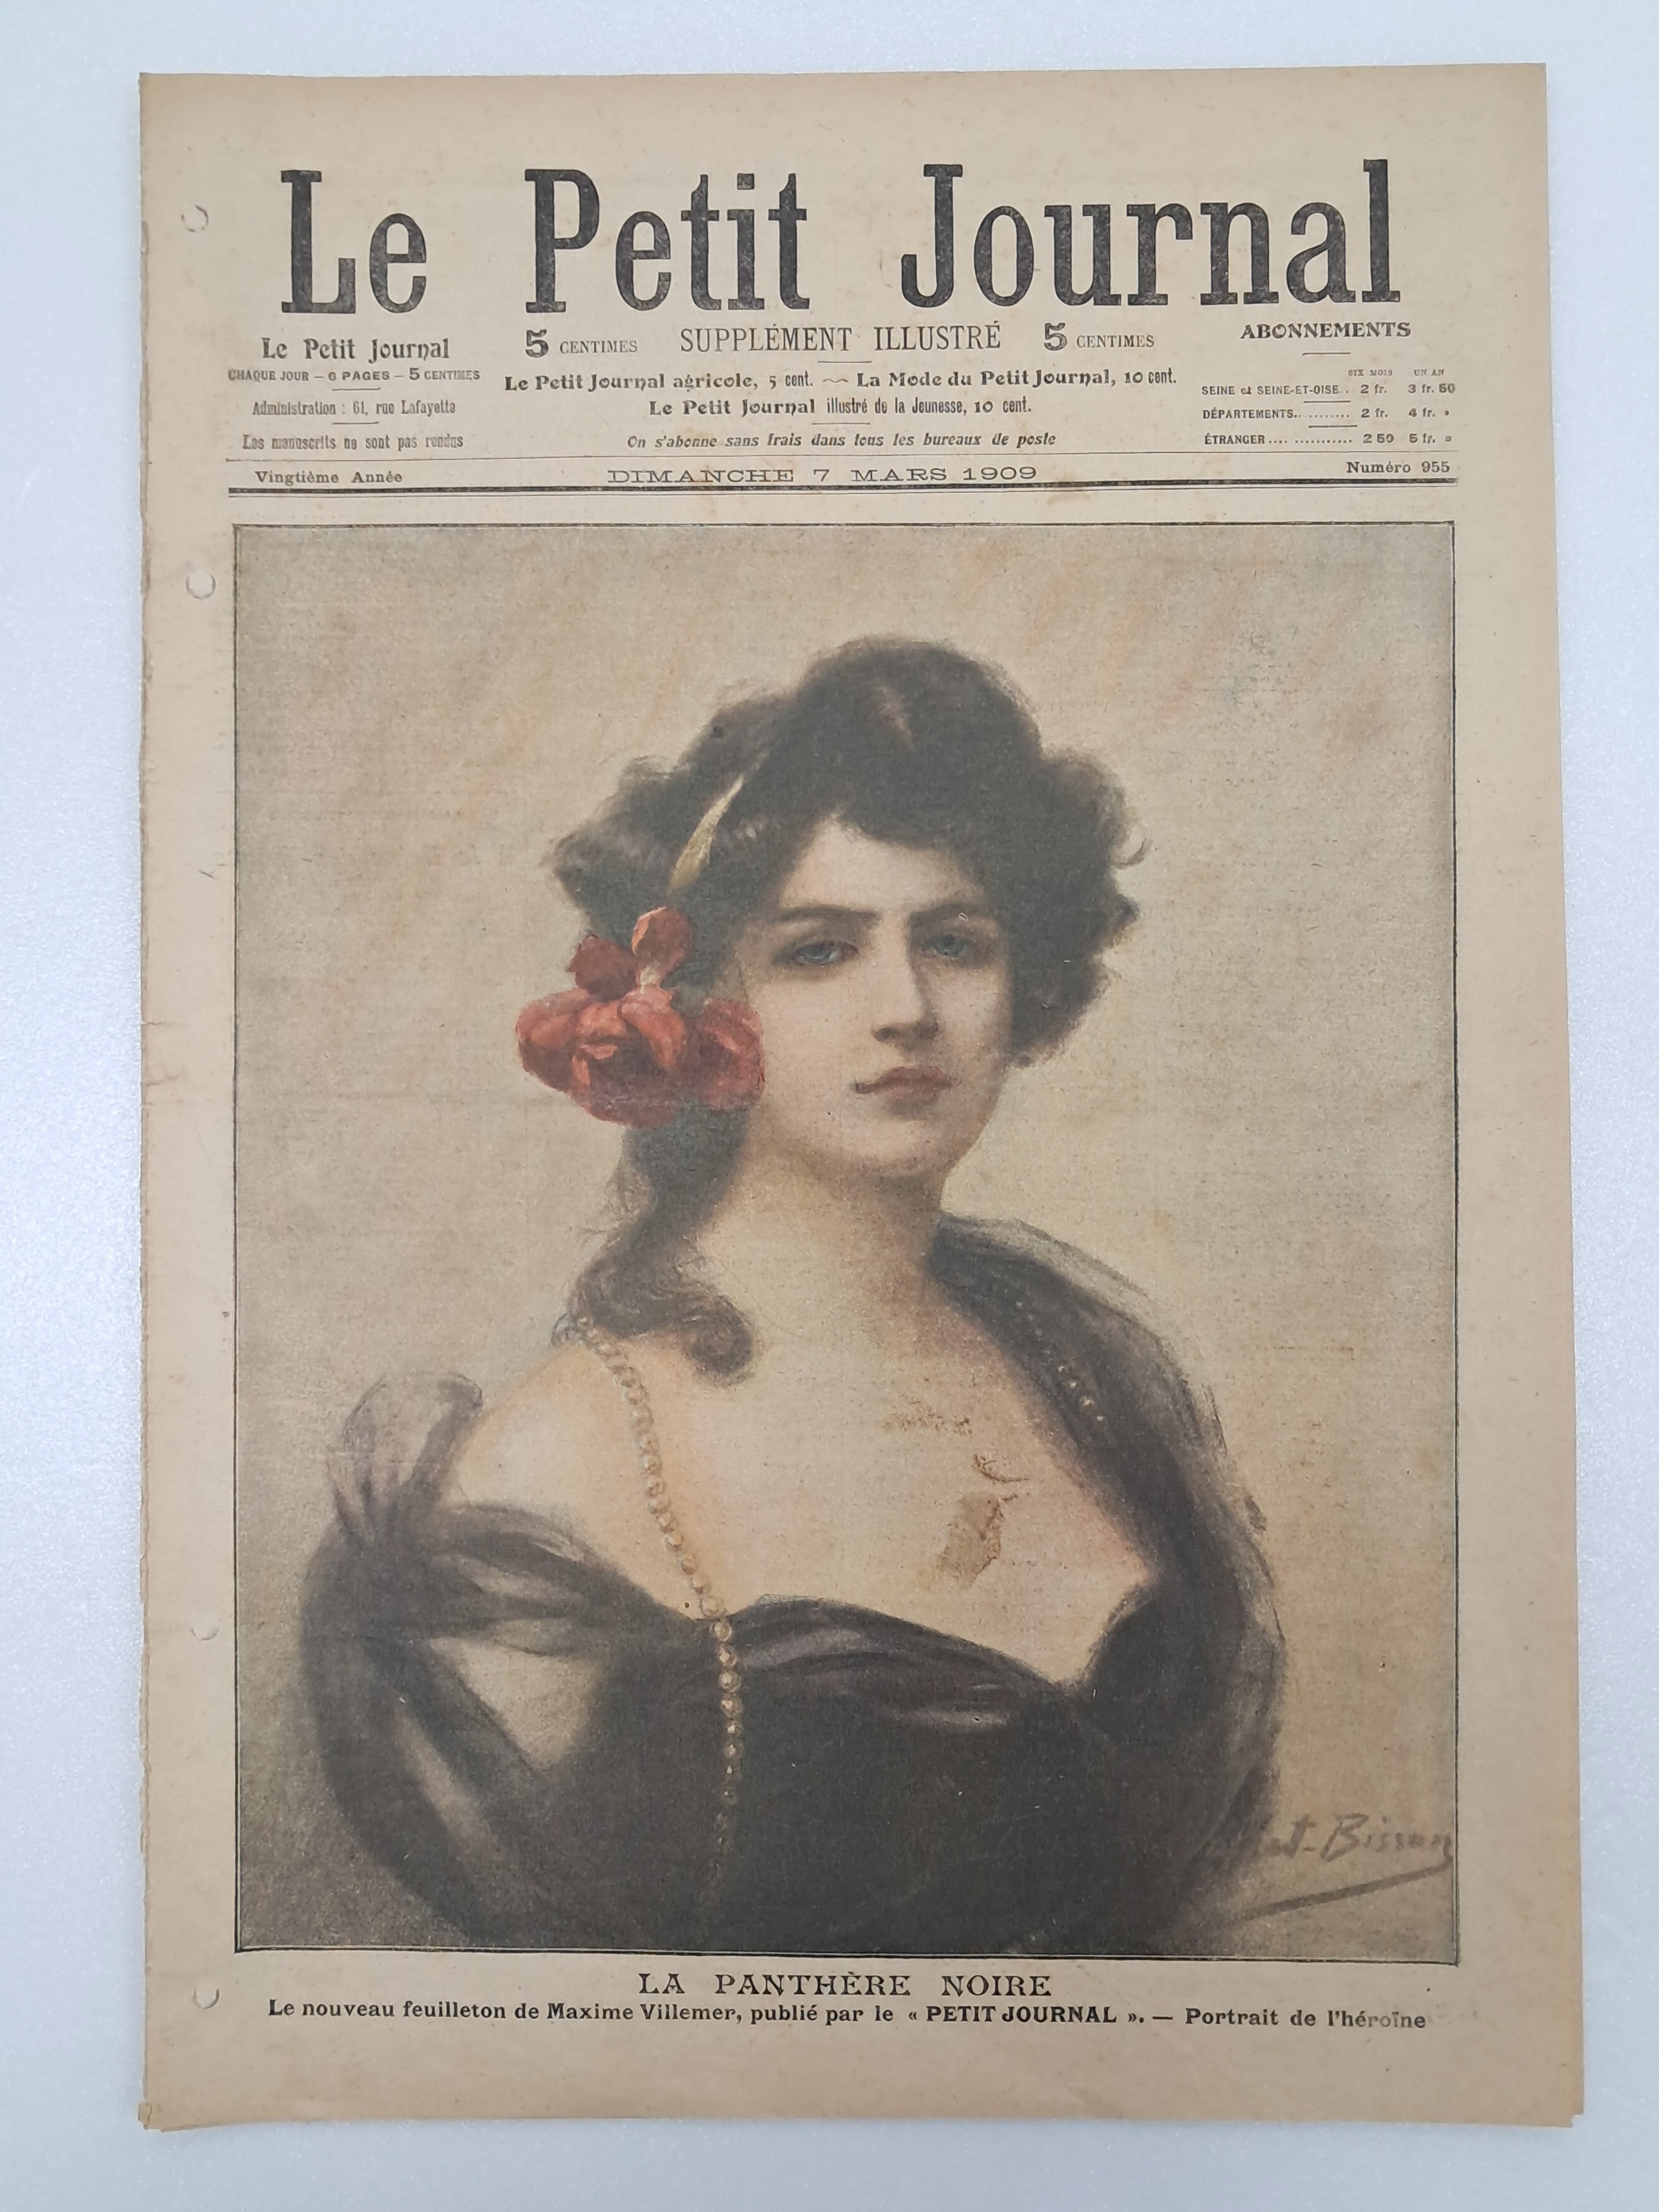 Le Petit Journal
Le Petit Journal
CHAQUE JOUR — 6 PAGES — 5 CENTIMES
Administration : 61, rue Lafayette
Les manuscrits ne sont pas rendus
5 CENTIMES SUPPLÉMENT ILLUSTRÉ 5 CENTIMES
Le Petit Journal agricole, 5 cent. ~~ La Mode du Petit Journal, 10 cent.
Le Petit Journal illustré de la Jeunesse, 10 cent.
On s'abonne sans frais dans tous les bureaux de poste
ABONNEMENTS
SIX MOIS UN AN
SEINE et SEINE-ET-OISE.. 2 fr. 3 fr. 50
DÉPARTEMENTS.. ........ 2 fr. 4 fr. »
ÉTRANGER .... ........... 2 50 5 fr. »
Vingtième Année
DIMANCHE 7 MARS 1909
Numéro 955
-Bisson
LA PANTHÈRE NOIRE
Le nouveau feuilleton de Maxime Villemer, publié par le « PETIT JOURNAL ». — Portrait de l'héroïne